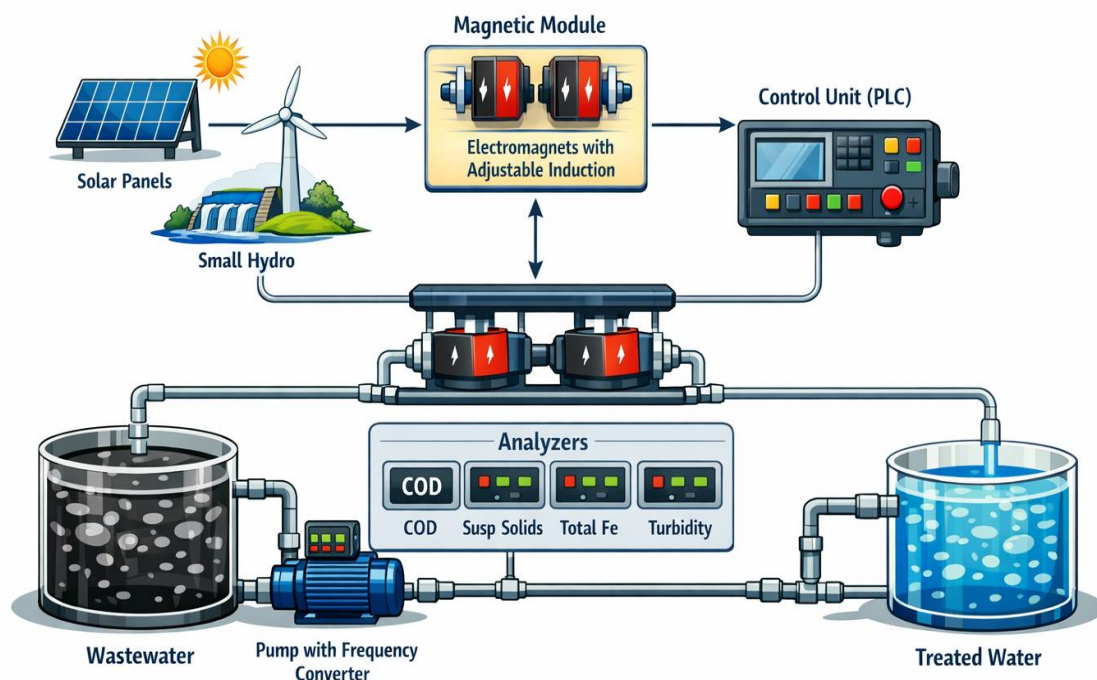 Magnetic Module
Electromagnets with
Adjustable Induction
Control Unit (PLC)
Solar Panels
Small Hydro
Analyzers
COD
COD
Susp Solids
Total Fe
Turbidity
Wastewater
Pump with Frequency
Converter
Treated Water